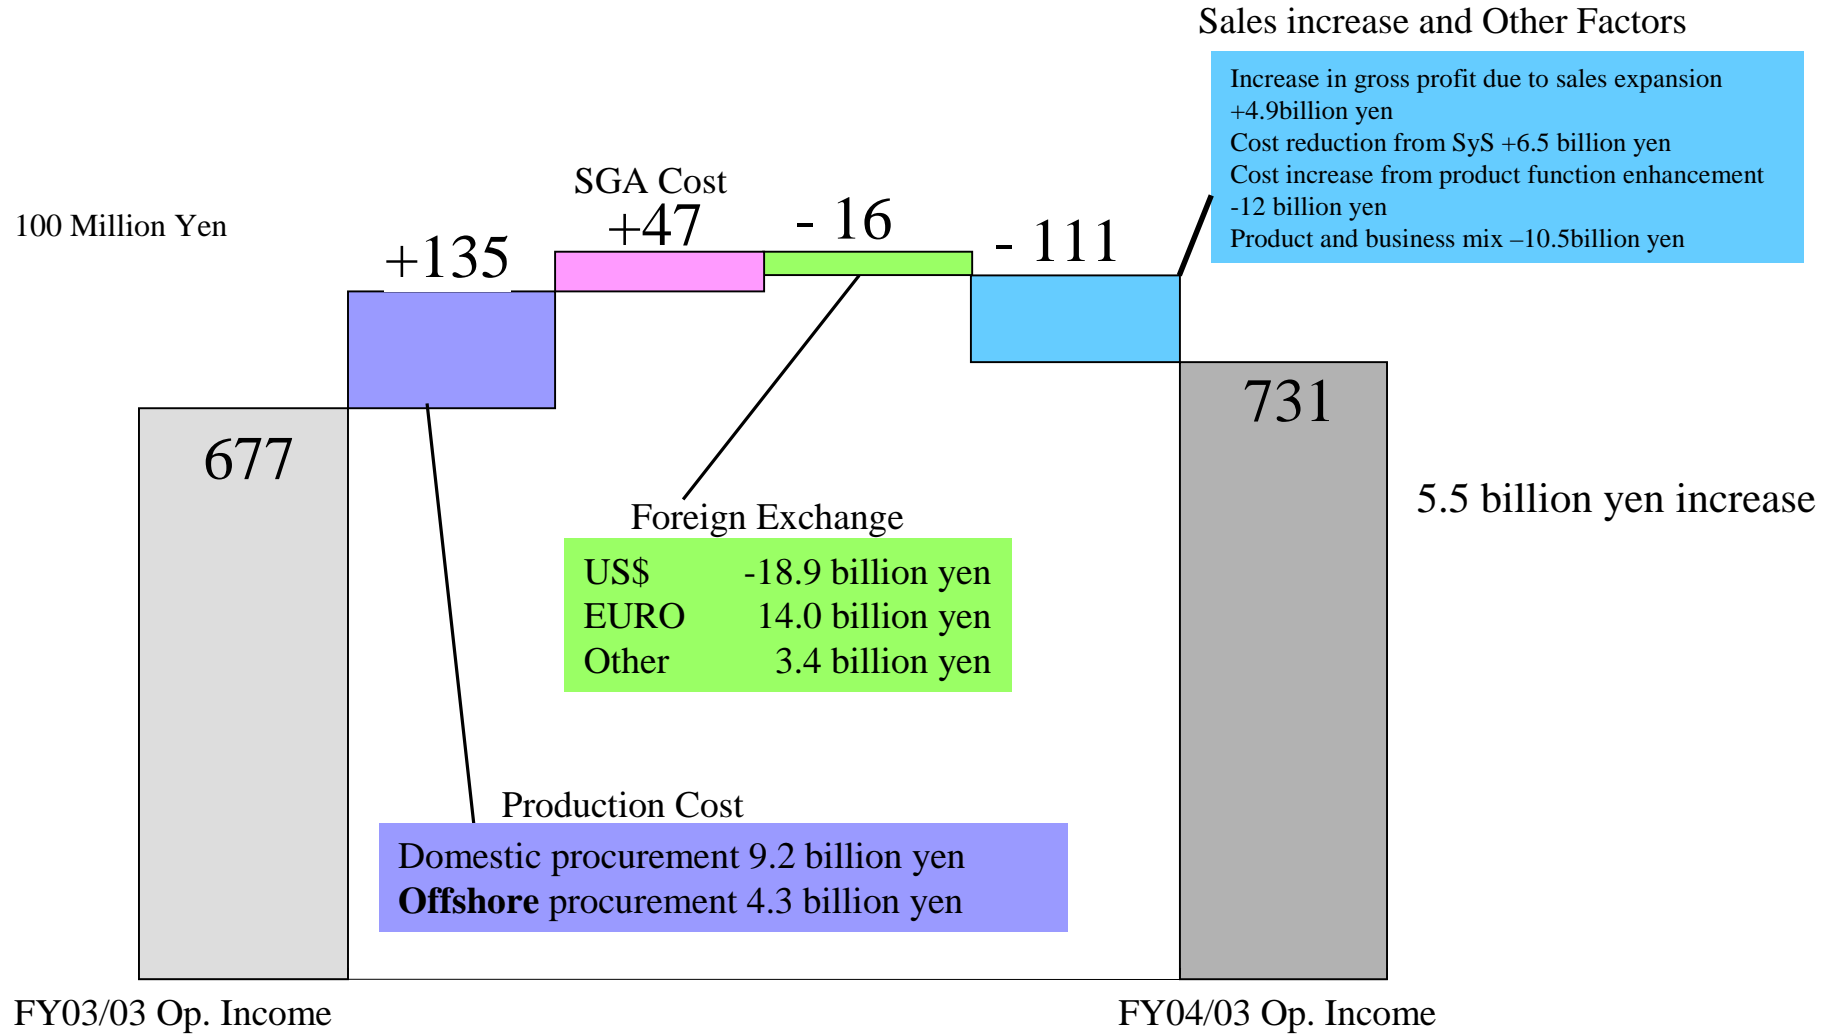 Sales increase and Other Factors
Increase in gross profit due to sales expansion
+4.9billion yen
Cost reduction from SyS +6.5 billion yen
Cost increase from product function enhancement
-12 billion yen
Product and business mix –10.5billion yen
100 Million Yen
+135
SGA Cost
+47
- 16
- 111
677
731
5.5 billion yen increase
Foreign Exchange
US$ -18.9 billion yen
EURO 14.0 billion yen
Other 3.4 billion yen
Production Cost
Domestic procurement 9.2 billion yen
Offshore procurement 4.3 billion yen
FY03/03 Op. Income
FY04/03 Op. Income